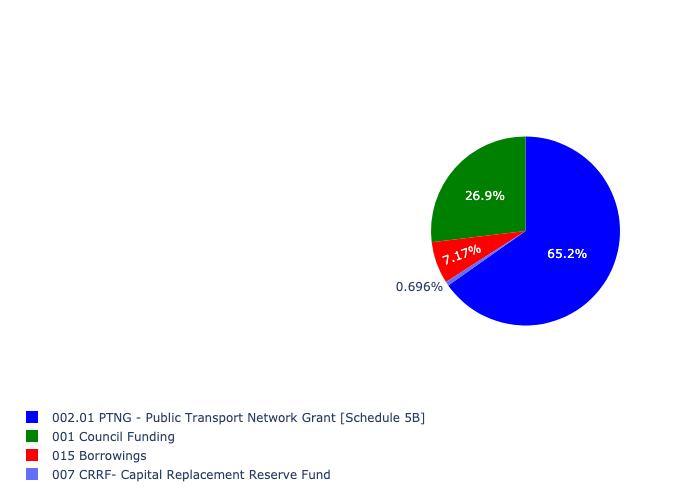 26.9%
65.2%
7.17%
0.696%
002.01 PTNG - Public Transport Network Grant [Schedule 5B]
001 Council Funding
015 Borrowings
007 CRRF- Capital Replacement Reserve Fund